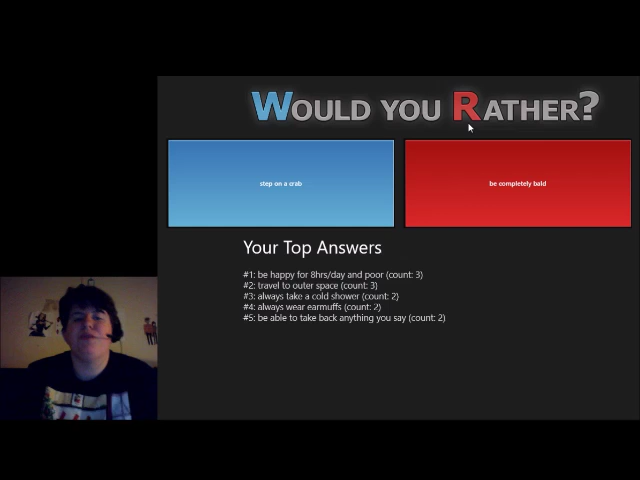 WOULD YOU RATHER?
step on a crab
be completely bald
Your Top Answers
#1: be happy for 8hrs/day and poor (count: 3)
#2: travel to outer space (count: 3)
#3: always take a cold shower (count: 2)
#4: always wear earmuffs (count: 2)
#5: be able to take back anything you say (count: 2)